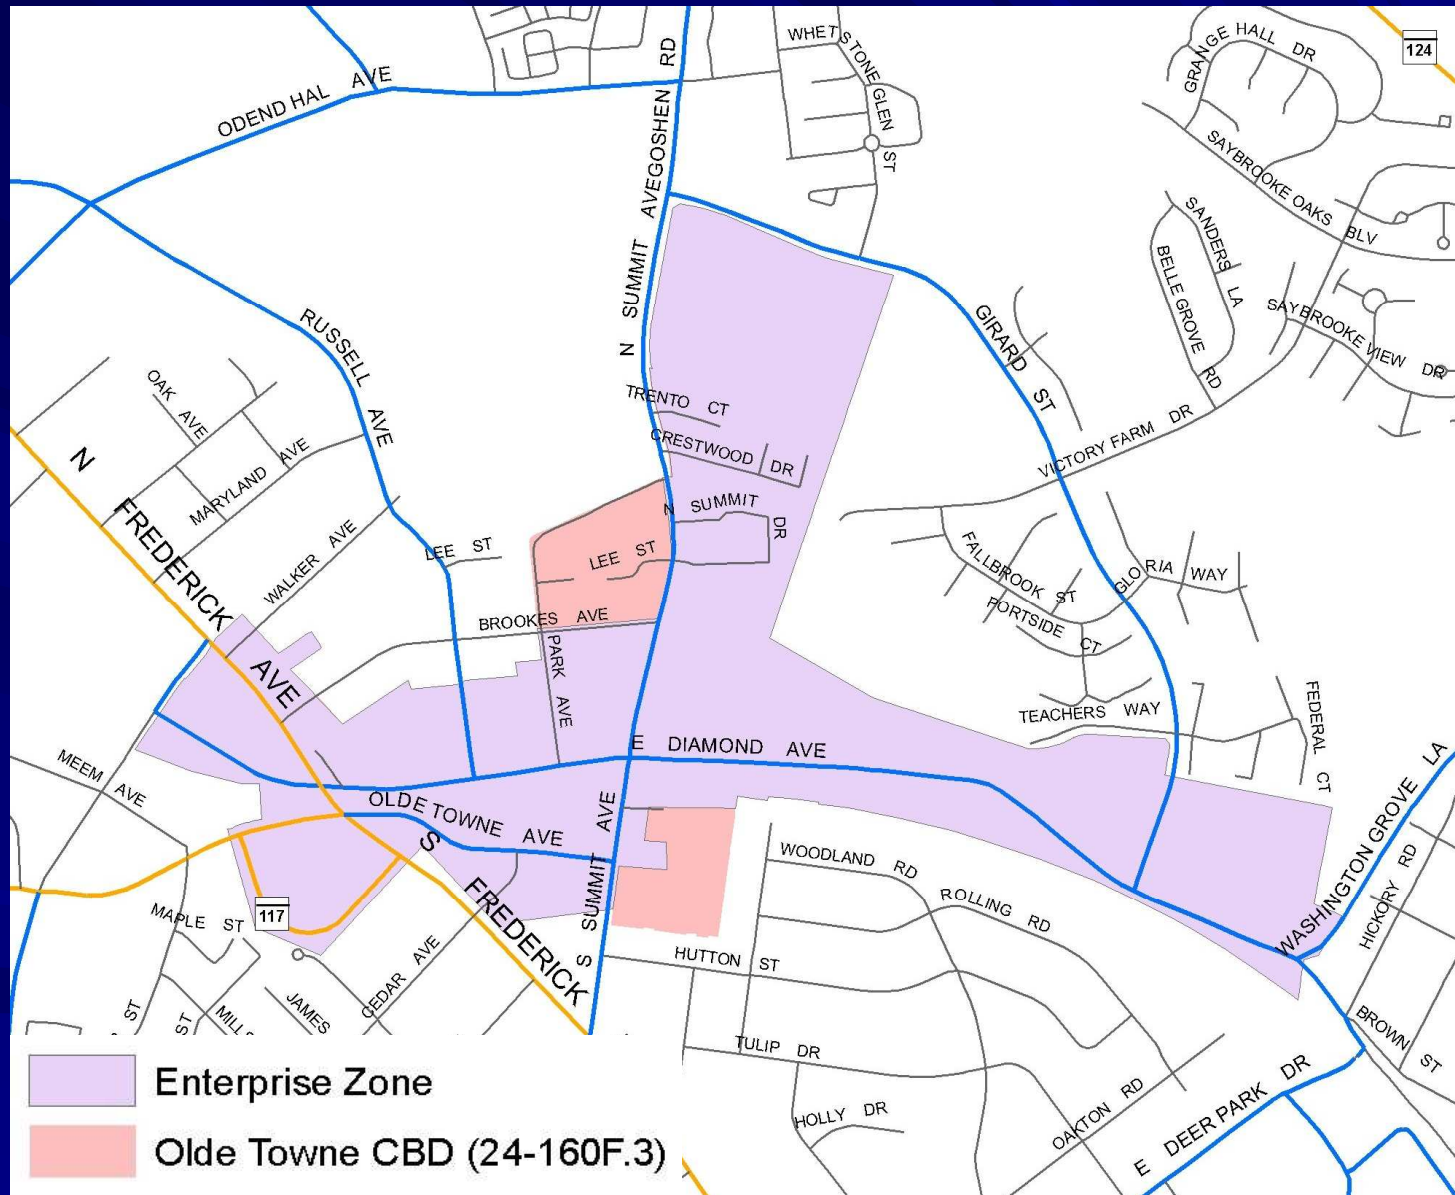 WHETSTONE GLEN ST
GRANGE HALL DR
124
ODEND HAL AVE
GOSHEN RD
SAYBROOKE OAKS BLV
SANDERS LA
BELLE GROVE RD
N SUMMIT AVE
RUSSELL AVE
GIRARD ST
SAYBROOKE VIEW DR
OAK AVE
TRENTO CT
CRESTWOOD DR
VICTORY FARM DR
MARYLAND AVE
N FREDERICK AVE
N SUMMIT DR
WALKER AVE
LEE ST
LEE ST
FALLBROOK ST
GLORIA WAY
PORTSIDE CT
BROOKES AVE
PARK AVE
TEACHERS WAY
FEDERAL CT
E DIAMOND AVE
MEEM AVE
OLDE TOWNE AVE
WASHINGTON GROVE LA
S FREDERICK
S SUMMIT AVE
WOODLAND RD
ROLLING RD
HICKORY RD
117
MAPLE ST
HUTTON ST
CEDAR AVE
JAMES
ST
ST
BROWN ST
TULIP DR
HOLLY DR
OAKTON RD
E DEER PARK DR
Enterprise Zone
Olde Towne CBD (24-160F.3)